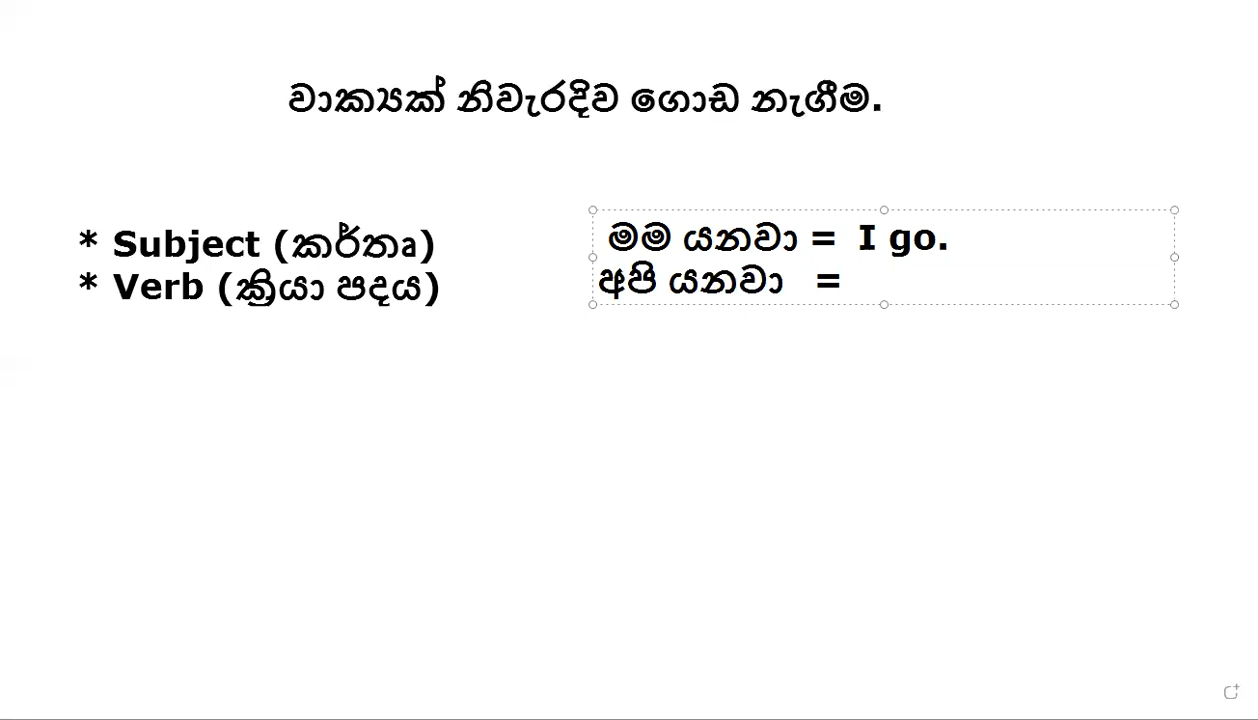 වාක්‍යක් නිවැරදිව ගොඩ නැගීම.
* Subject (කර්තෘ)
* Verb (ක්‍රියා පදය)
මම යනවා = I go.
අපි යනවා =